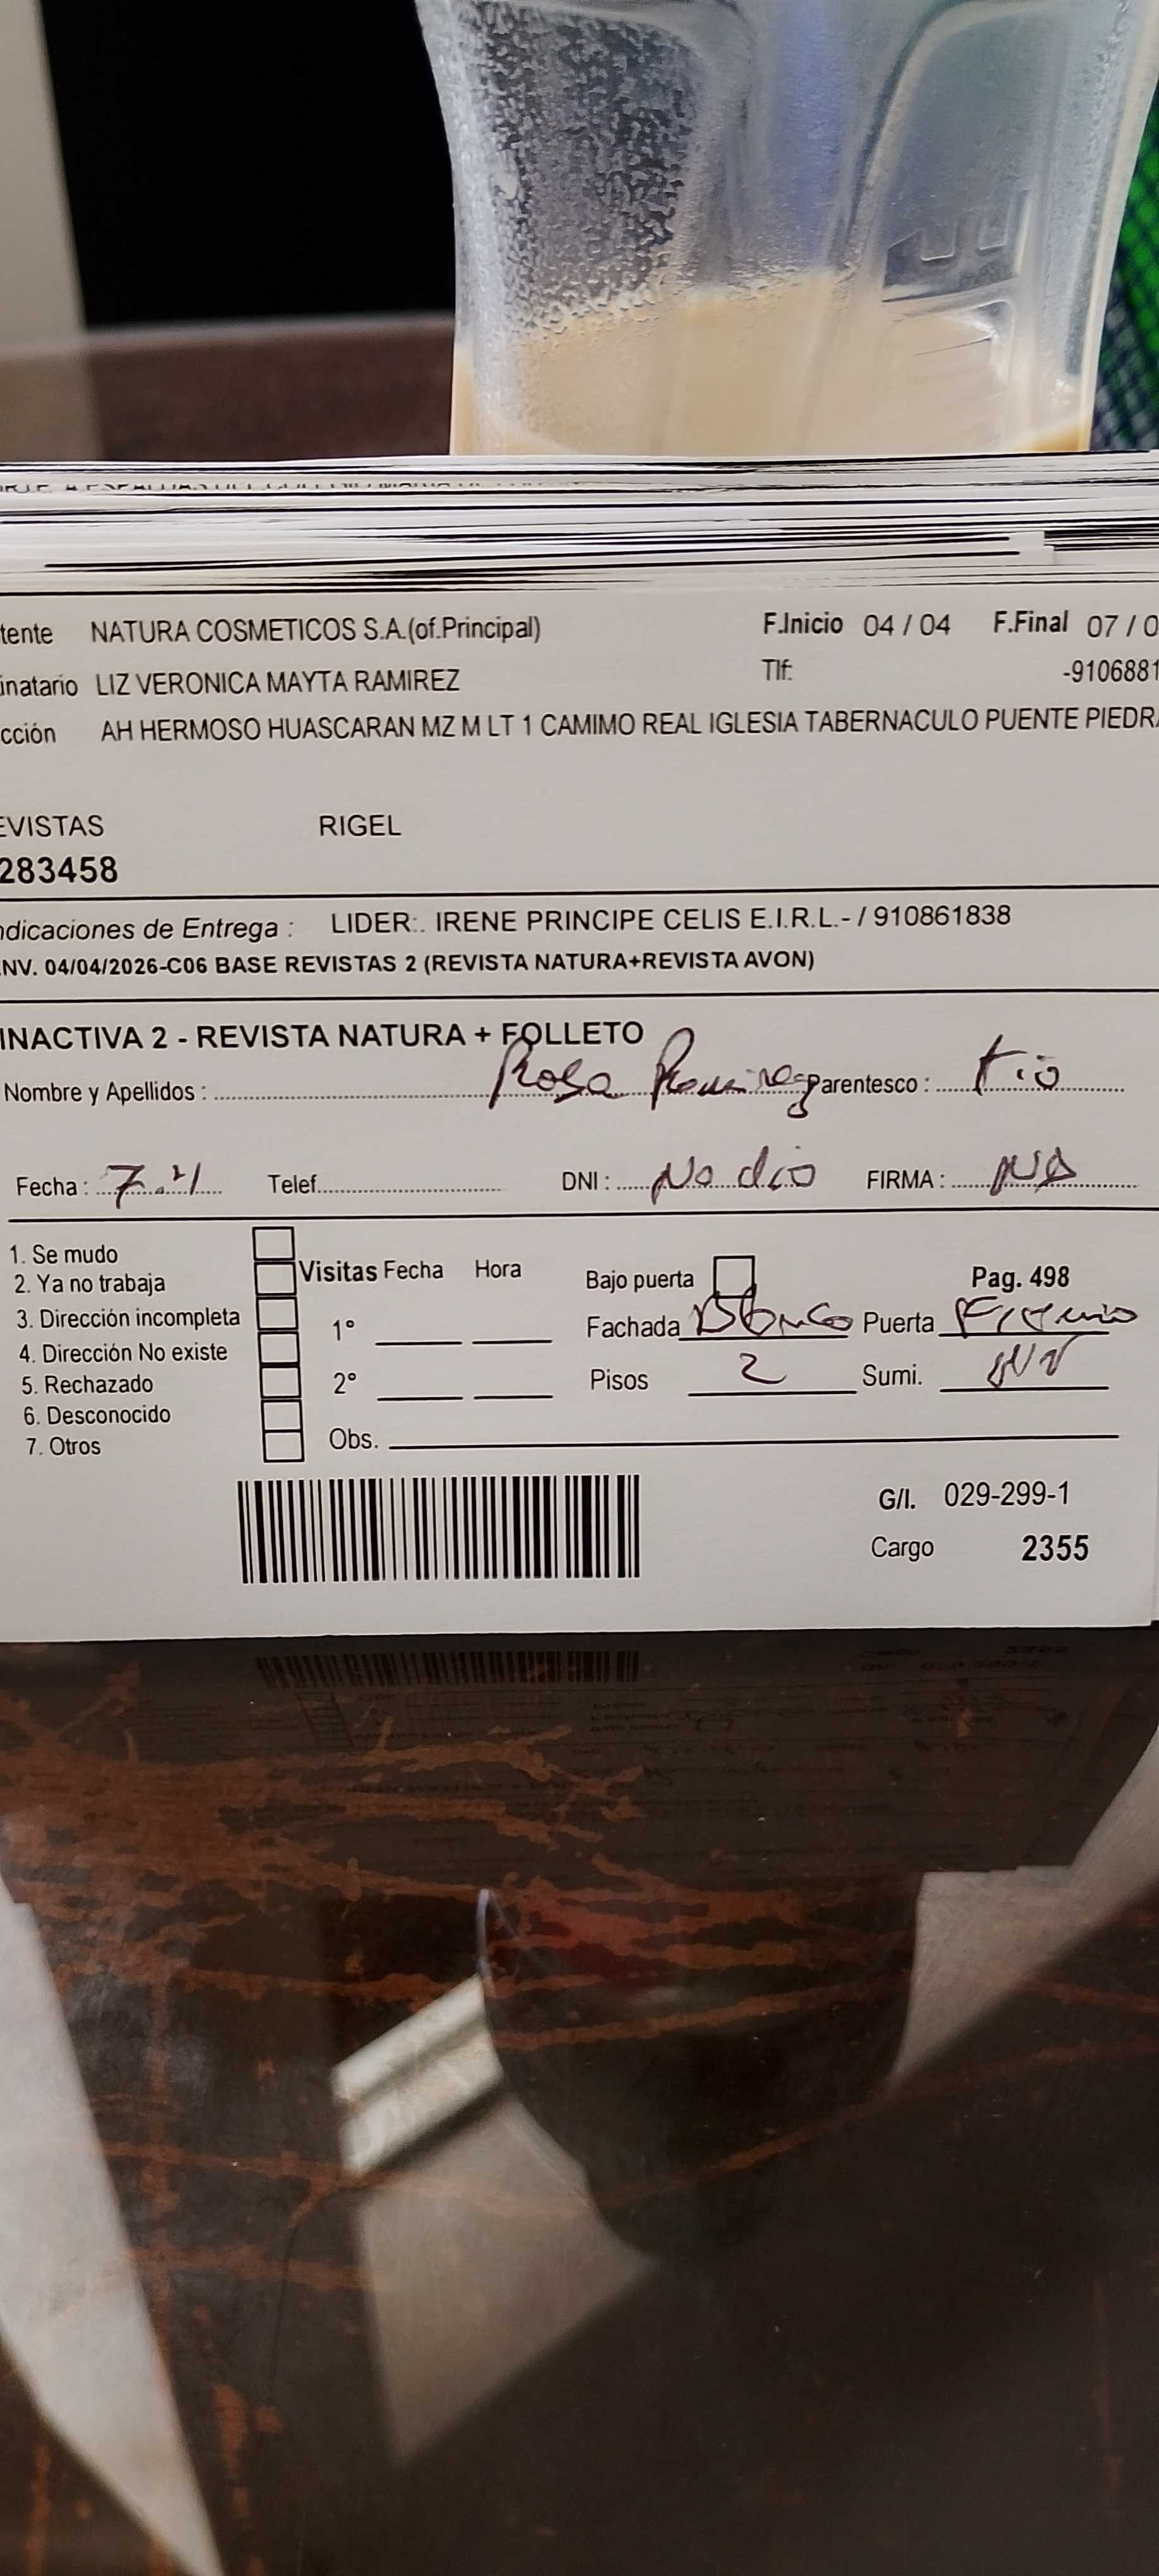 tente NATURA COSMETICOS S.A.(of.Principal) F.Inicio 04 / 04 F.Final 07 / 0
inatario LIZ VERONICA MAYTA RAMIREZ Tlf: -9106881
cción AH HERMOSO HUASCARAN MZ M LT 1 CAMIMO REAL IGLESIA TABERNACULO PUENTE PIEDRA
EVISTAS RIGEL
283458
ndicaciones de Entrega : LIDER:. IRENE PRINCIPE CELIS E.I.R.L.- / 910861838
NV. 04/04/2026-C06 BASE REVISTAS 2 (REVISTA NATURA+REVISTA AVON)
INACTIVA 2 - REVISTA NATURA + FOLLETO
Nombre y Apellidos : Rosa Ramirez Parentesco : tio
Fecha : 7.4 Telef. DNI : No dio FIRMA :
1. Se mudo
2. Ya no trabaja Visitas Fecha Hora Bajo puerta Pag. 498
3. Dirección incompleta 1° Fachada Blanco Puerta
4. Dirección No existe
5. Rechazado 2° Pisos 2 Sumi.
6. Desconocido
7. Otros Obs.
G/I. 029-299-1
Cargo 2355